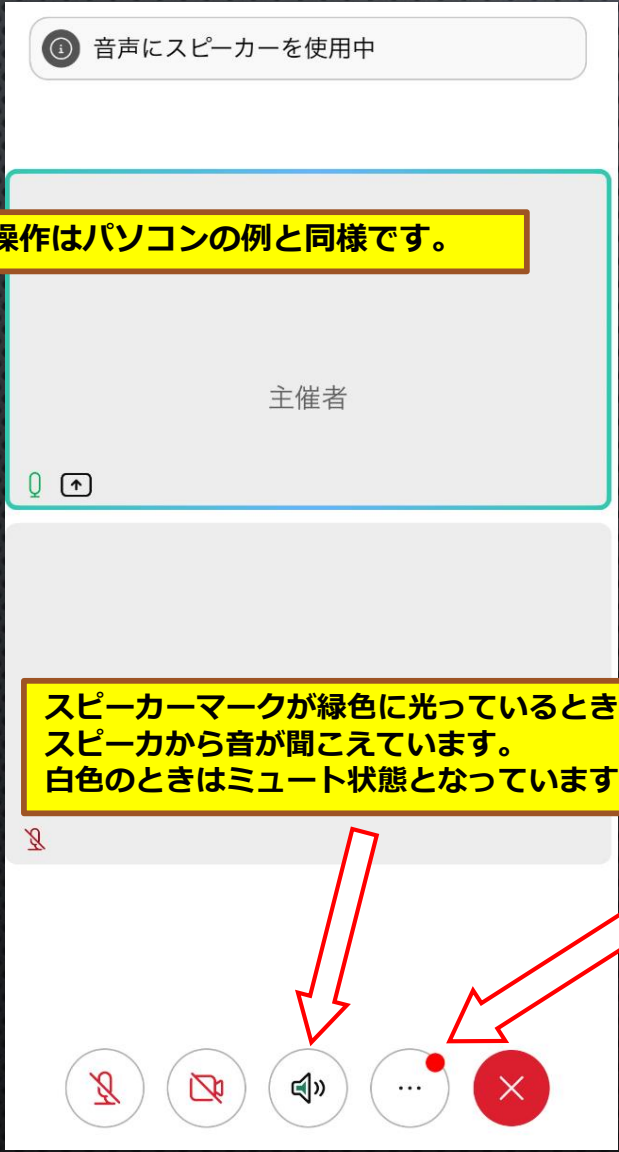 音声にスピーカーを使用中
操作はパソコンの例と同様です。
主催者
スピーカーマークが緑色に光っているとき
スピーカから音が聞こえています。
白色のときはミュート状態となっています